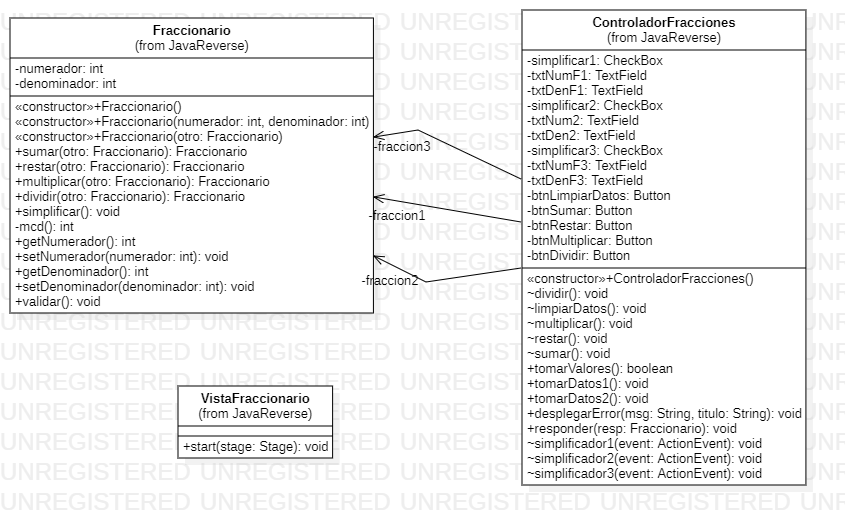 Fraccionario
(from JavaReverse)
-numerador: int
-denominador: int
«constructor»+Fraccionario()
«constructor»+Fraccionario(numerador: int, denominador: int)
«constructor»+Fraccionario(otro: Fraccionario)
+sumar(otro: Fraccionario): Fraccionario
+restar(otro: Fraccionario): Fraccionario
+multiplicar(otro: Fraccionario): Fraccionario
+dividir(otro: Fraccionario): Fraccionario
+simplificar(): void
-mcd(): int
+getNumerador(): int
+setNumerador(numerador: int): void
+getDenominador(): int
+setDenominador(denominador: int): void
+validar(): void
-fraccion3
-fraccion1
-fraccion2
ControladorFracciones
(from JavaReverse)
-simplificar1: CheckBox
-txtNumF1: TextField
-txtDenF1: TextField
-simplificar2: CheckBox
-txtNum2: TextField
-txtDen2: TextField
-simplificar3: CheckBox
-txtNumF3: TextField
-txtDenF3: TextField
-btnLimpiarDatos: Button
-btnSumar: Button
-btnRestar: Button
-btnMultiplicar: Button
-btnDividir: Button
«constructor»+ControladorFracciones()
~dividir(): void
~limpiarDatos(): void
~multiplicar(): void
~restar(): void
~sumar(): void
+tomarValores(): boolean
+tomarDatos1(): void
+tomarDatos2(): void
+desplegarError(msg: String, titulo: String): void
+responder(resp: Fraccionario): void
~simplificador1(event: ActionEvent): void
~simplificador2(event: ActionEvent): void
~simplificador3(event: ActionEvent): void
VistaFraccionario
(from JavaReverse)
+start(stage: Stage): void
UNREGISTERED UNREGISTERED UNREGISTERED UNREGISTERED